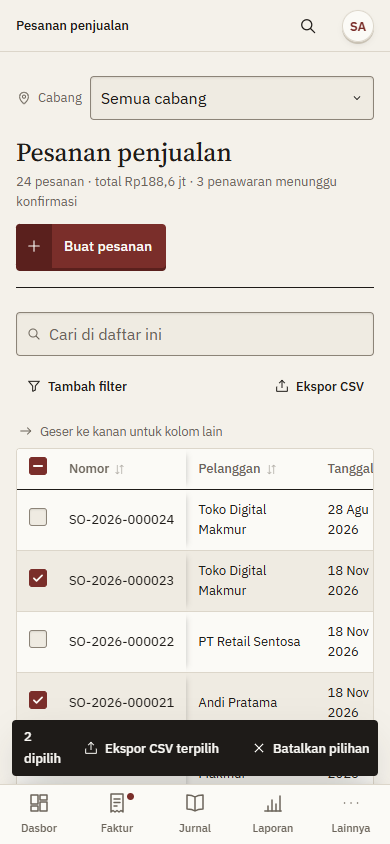 Pesanan penjualan
SA
Cabang
Semua cabang
Pesanan penjualan
24 pesanan · total Rp188,6 jt · 3 penawaran menunggu
konfirmasi
Buat pesanan
Cari di daftar ini
Tambah filter
Ekspor CSV
Geser ke kanan untuk kolom lain
Nomor
Pelanggan
Tanggal
SO-2026-000024
Toko Digital
Makmur
28 Agu
2026
SO-2026-000023
Toko Digital
Makmur
18 Nov
2026
SO-2026-000022
PT Retail Sentosa
18 Nov
2026
SO-2026-000021
Andi Pratama
18 Nov
2026
2
dipilih
Ekspor CSV terpilih
Batalkan pilihan
Dasbor
Faktur
Jurnal
Laporan
Lainnya